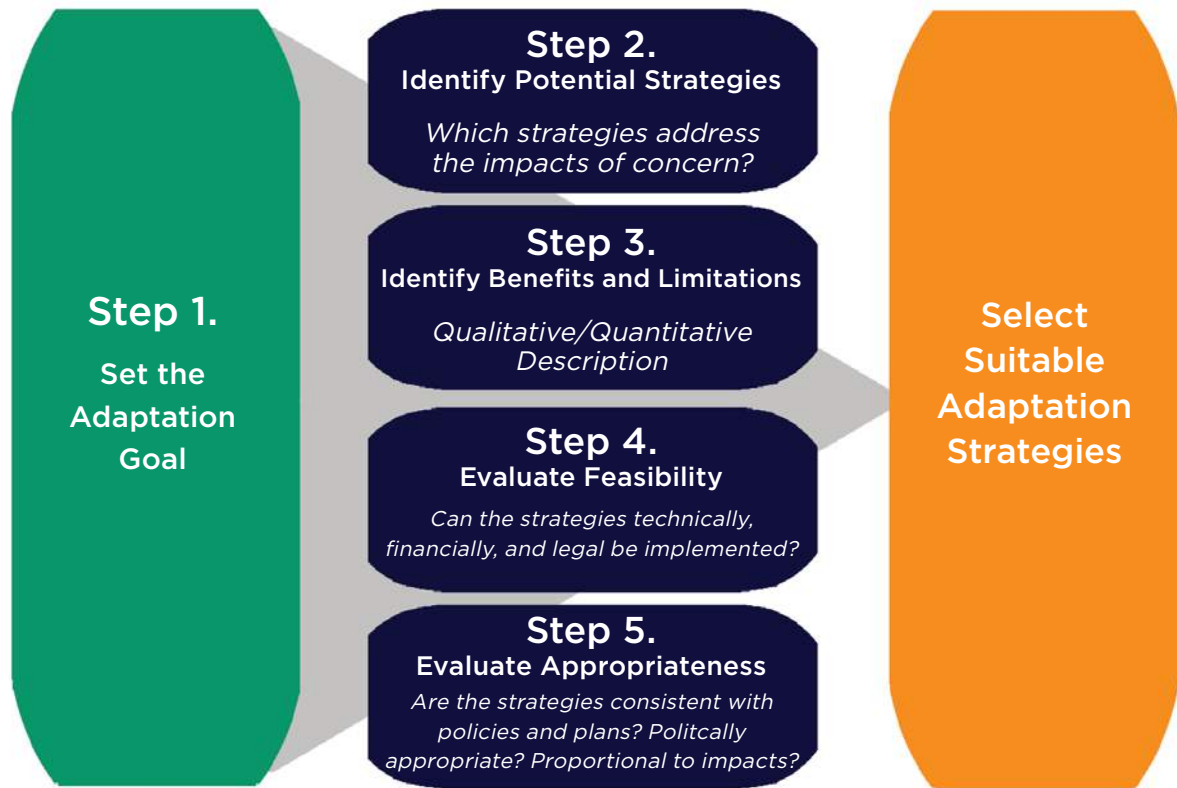 Step 1.
Set the
Adaptation
Goal
Step 2.
Identify Potential Strategies
Which strategies address
the impacts of concern?
Step 3.
Identify Benefits and Limitations
Qualitative/Quantitative
Description
Step 4.
Evaluate Feasibility
Can the strategies technically,
financially, and legal be implemented?
Step 5.
Evaluate Appropriateness
Are the strategies consistent with
policies and plans? Politcally
appropriate? Proportional to impacts?
Select
Suitable
Adaptation
Strategies